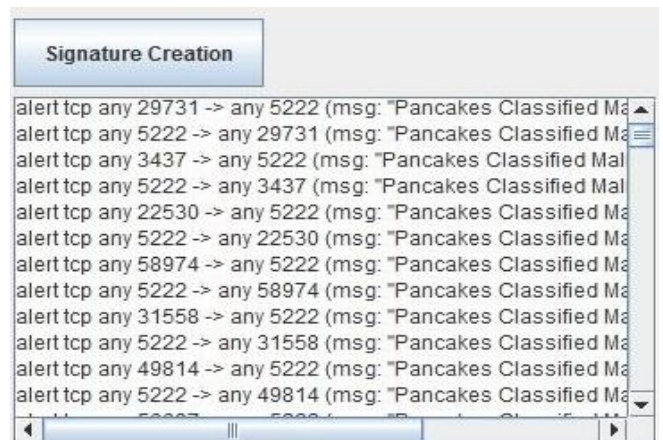 Signature Creation
alert tcp any 29731 -> any 5222 (msg: "Pancakes Classified Ma
alert tcp any 5222 -> any 29731 (msg: "Pancakes Classified Ma
alert tcp any 3437 -> any 5222 (msg: "Pancakes Classified Mal
alert tcp any 5222 -> any 3437 (msg: "Pancakes Classified Mal
alert tcp any 22530 -> any 5222 (msg: "Pancakes Classified Ma
alert tcp any 5222 -> any 22530 (msg: "Pancakes Classified Ma
alert tcp any 58974 -> any 5222 (msg: "Pancakes Classified Ma
alert tcp any 5222 -> any 58974 (msg: "Pancakes Classified Ma
alert tcp any 31558 -> any 5222 (msg: "Pancakes Classified Ma
alert tcp any 5222 -> any 31558 (msg: "Pancakes Classified Ma
alert tcp any 49814 -> any 5222 (msg: "Pancakes Classified Ma
alert tcp any 5222 -> any 49814 (msg: "Pancakes Classified Ma